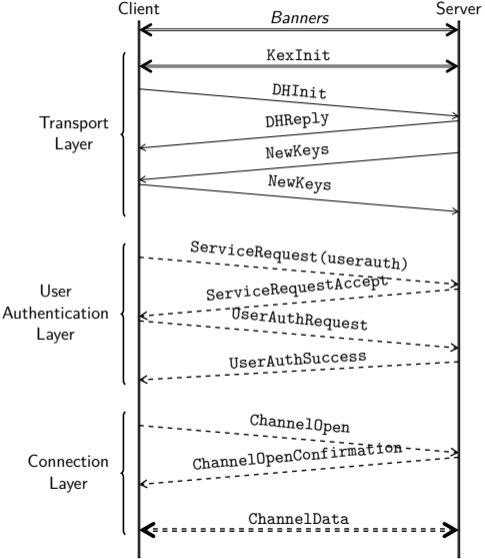 Client
Server
Banners
KexInit
DHInit
DHReply
NewKeys
NewKeys
Transport
Layer
ServiceRequest(userauth)
ServiceRequestAccept
UserAuthRequest
UserAuthSuccess
User
Authentication
Layer
ChannelOpen
ChannelOpenConfirmation
ChannelData
Connection
Layer